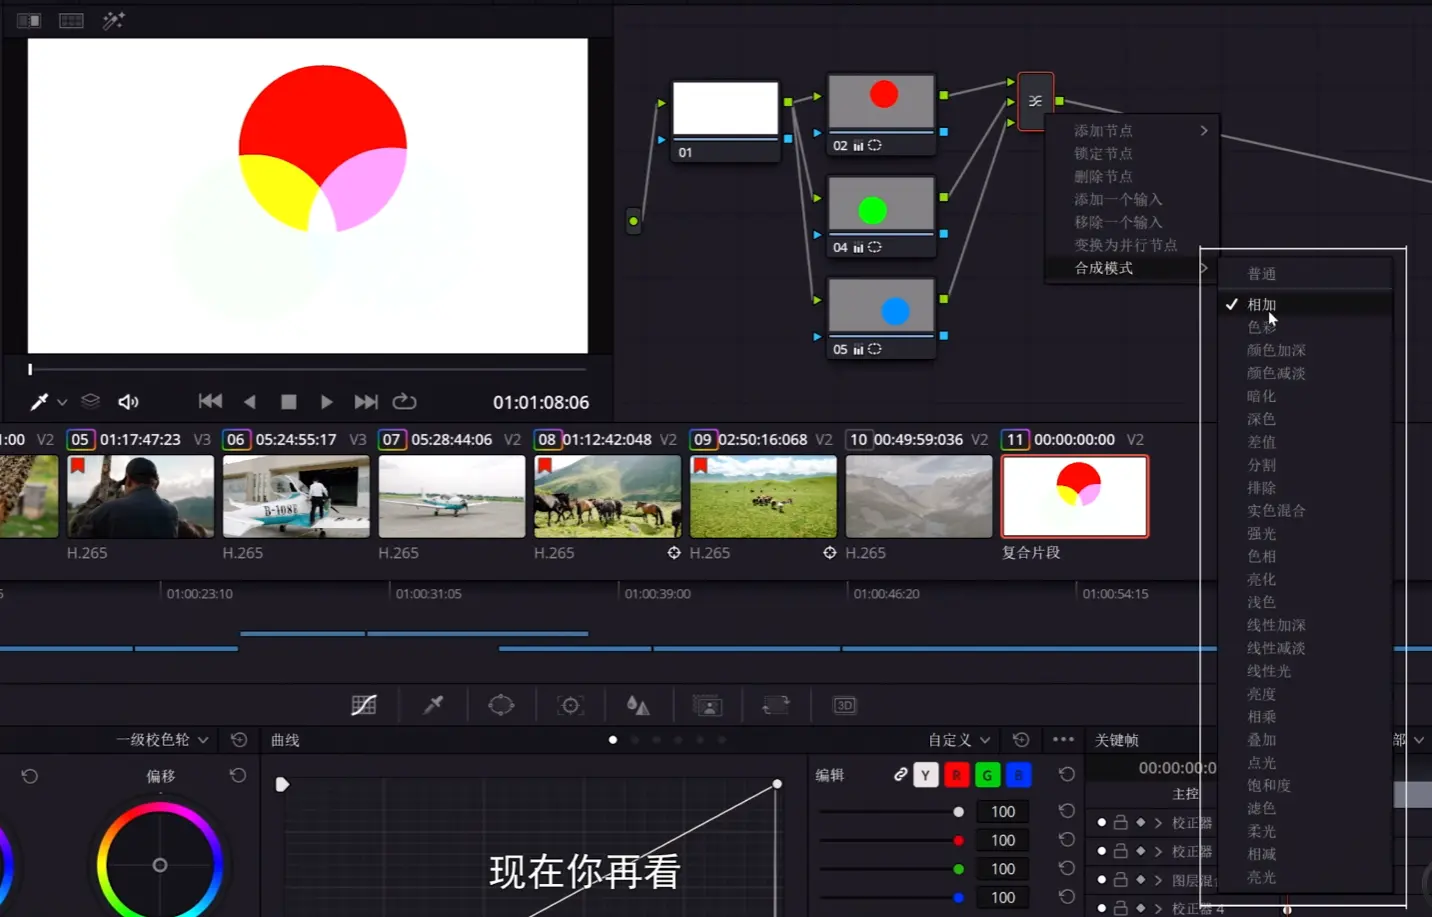 01
02
04
05
添加节点
锁定节点
删除节点
添加一个输入
移除一个输入
变换为并行节点
合成模式
普通
相加
色彩
颜色加深
颜色减淡
暗化
深色
差值
分割
排除
实色混合
强光
色相
亮化
浅色
线性加深
线性减淡
线性光
亮度
相乘
叠加
点光
饱和度
滤色
柔光
相减
亮光
01:01:08:06
:00 V2
05 01:17:47:23 V3
06 05:24:55:17 V3
07 05:28:44:06 V2
08 01:12:42:048 V2
09 02:50:16:068 V2
10 00:49:59:036 V2
11 00:00:00:00 V2
B-108
H.265
H.265
H.265
H.265
H.265
H.265
复合片段
01:00:23:10
01:00:31:05
01:00:39:00
01:00:46:20
01:00:54:15
3D
一级校色轮
曲线
自定义
关键帧
部
偏移
编辑
Y R G B
100
100
100
100
00:00:00:0
主控
校正器
校正器
图层混合
校正器 4
现在你再看